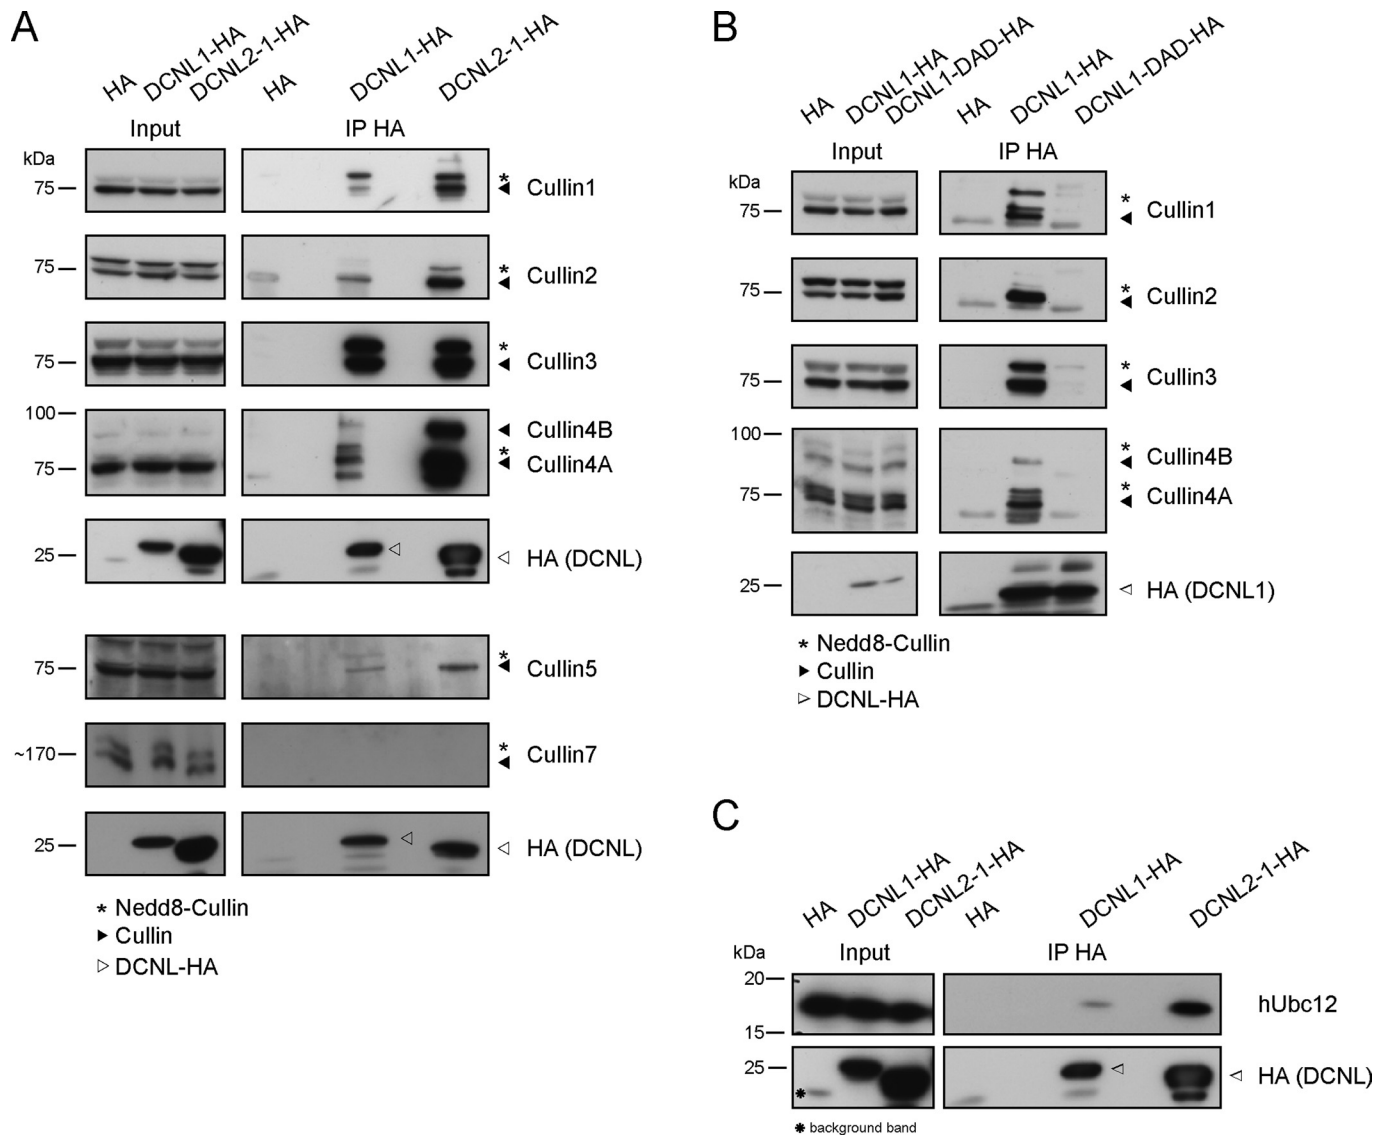 A
HA DCNL1-HA DCNL2-1-HA HA DCNL1-HA DCNL2-1-HA
Input IP HA
kDa
75 * Cullin1
75 * Cullin2
75 * Cullin3
100 Cullin4B
75 * Cullin4A
25 HA (DCNL)
75 * Cullin5
~170 * Cullin7
25 HA (DCNL)
* Nedd8-Cullin
Cullin
DCNL-HA
B
HA DCNL1-HA DCNL1-DAD-HA HA DCNL1-HA DCNL1-DAD-HA
Input IP HA
kDa
75 * Cullin1
75 * Cullin2
75 * Cullin3
100 * Cullin4B
75 * Cullin4A
25 HA (DCNL1)
* Nedd8-Cullin
Cullin
DCNL-HA
C
HA DCNL1-HA DCNL2-1-HA HA DCNL1-HA DCNL2-1-HA
Input IP HA
kDa
20
hUbc12
15
25 HA (DCNL)
* background band